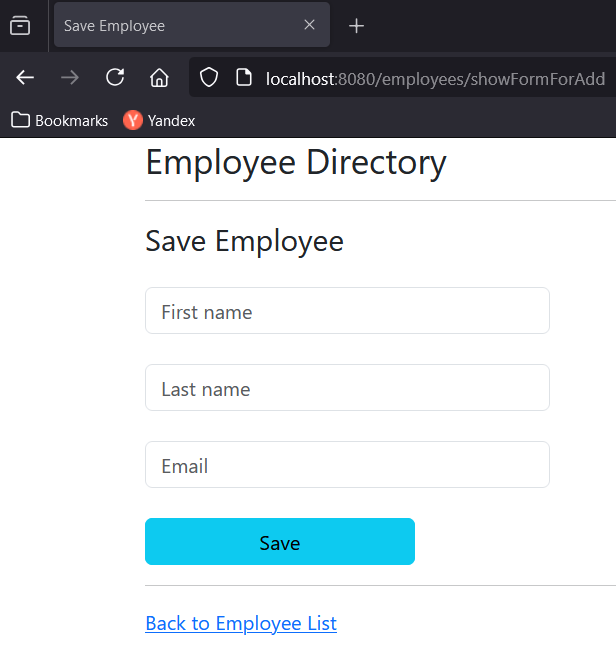 Save Employee
localhost:8080/employees/showFormForAdd
Bookmarks Yandex
Employee Directory
Save Employee
First name
Last name
Email
Save
Back to Employee List